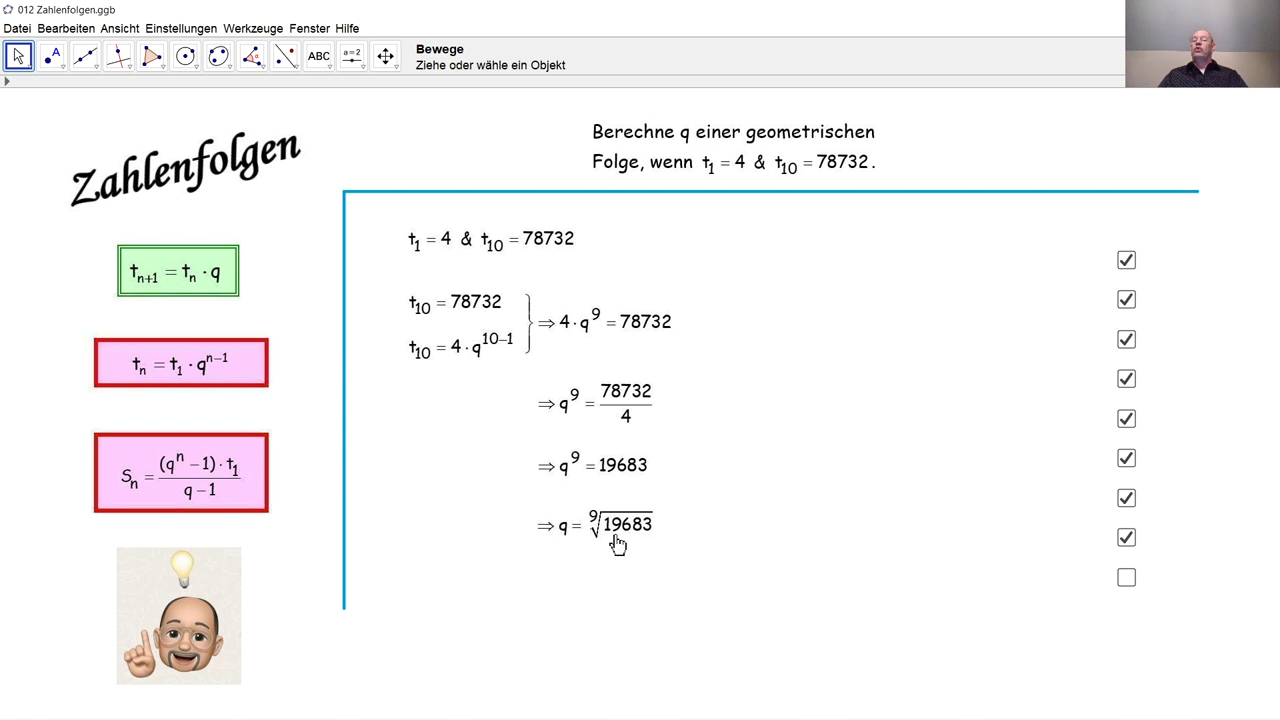 012 Zahlenfolgen.ggb
Datei Bearbeiten Ansicht Einstellungen Werkzeuge Fenster Hilfe
A
ABC
a=2
Bewege
Ziehe oder wähle ein Objekt
Zahlenfolgen
Berechne q einer geometrischen
Folge, wenn t₁ = 4 & t₁₀ = 78732.
tₙ₊₁ = tₙ · q
tₙ = t₁ · qⁿ⁻¹
Sₙ = (qⁿ − 1) · t₁ / q − 1
t₁ = 4 & t₁₀ = 78732
t₁₀ = 78732
t₁₀ = 4 · q¹⁰⁻¹
⇒ 4 · q⁹ = 78732
⇒ q⁹ = 78732 / 4
⇒ q⁹ = 19683
⇒ q = ⁹√19683